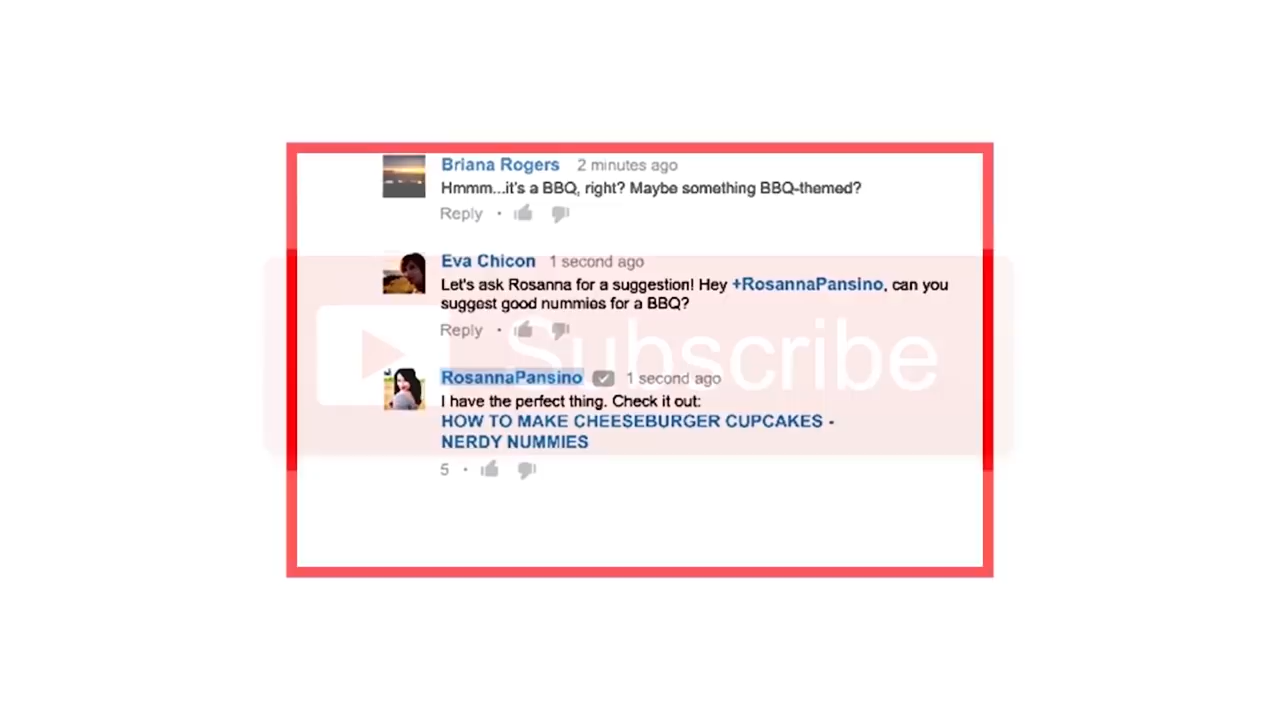 Briana Rogers 2 minutes ago
Hmmm...it's a BBQ, right? Maybe something BBQ-themed?
Reply •
Eva Chicon 1 second ago
Let's ask Rosanna for a suggestion! Hey +RosannaPansino, can you
suggest good nummies for a BBQ?
Reply •
Subscribe
RosannaPansino 1 second ago
I have the perfect thing. Check it out:
HOW TO MAKE CHEESEBURGER CUPCAKES -
NERDY NUMMIES
5 •